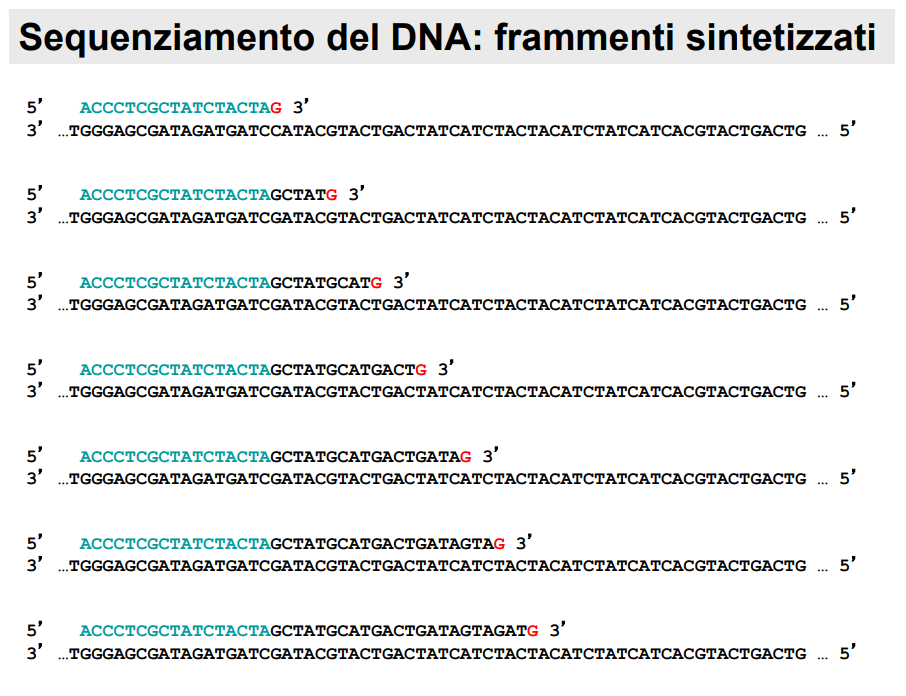 Sequenziamento del DNA: frammenti sintetizzati
5’ ACCCTCGCTATCTACTAG 3’
3’ …TGGGAGCGATAGATGATCCATACGTACTGACTATCATCTACTACATCTATCATCACGTACTGACTG … 5’
5’ ACCCTCGCTATCTACTAGCTATG 3’
3’ …TGGGAGCGATAGATGATCGATACGTACTGACTATCATCTACTACATCTATCATCACGTACTGACTG … 5’
5’ ACCCTCGCTATCTACTAGCTATGCATG 3’
3’ …TGGGAGCGATAGATGATCGATACGTACTGACTATCATCTACTACATCTATCATCACGTACTGACTG … 5’
5’ ACCCTCGCTATCTACTAGCTATGCATGACTG 3’
3’ …TGGGAGCGATAGATGATCGATACGTACTGACTATCATCTACTACATCTATCATCACGTACTGACTG … 5’
5’ ACCCTCGCTATCTACTAGCTATGCATGACTGATAG 3’
3’ …TGGGAGCGATAGATGATCGATACGTACTGACTATCATCTACTACATCTATCATCACGTACTGACTG … 5’
5’ ACCCTCGCTATCTACTAGCTATGCATGACTGATAGTAG 3’
3’ …TGGGAGCGATAGATGATCGATACGTACTGACTATCATCTACTACATCTATCATCACGTACTGACTG … 5’
5’ ACCCTCGCTATCTACTAGCTATGCATGACTGATAGTAGATG 3’
3’ …TGGGAGCGATAGATGATCGATACGTACTGACTATCATCTACTACATCTATCATCACGTACTGACTG … 5’